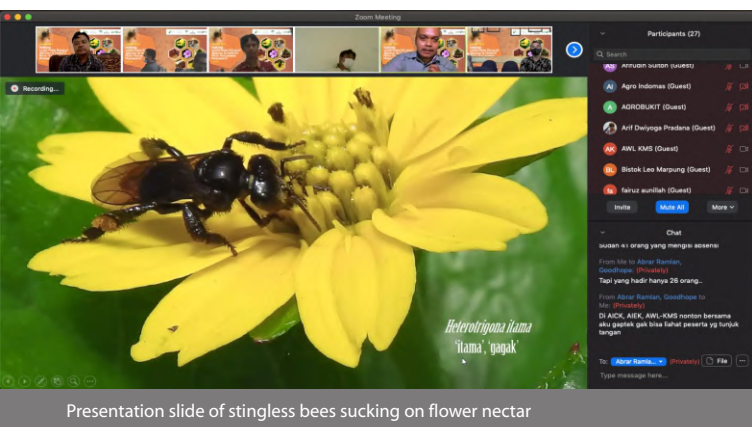 Zoom Meeting
Recording...
Participants (27)
Search
Agro Indomas (Guest)
AGROBUKIT (Guest)
Arif Dwiyoga Pradana (Guest)
AWL KMS (Guest)
Bistok Leo Marpung (Guest)
fairuz aunillah (Guest)
Invite
Mute All
More
Chat
sudah 41 orang yang mengisi absensi
From Me to Abrar Ramlan,
Goodhope: (Privately)
Tapi yang hadir hanya 26 orang..
From Abrar Ramlan, Goodhope to
Me: (Privately)
Di AICK, AIEK, AWL-KMS nonton bersama
aku gaptek gak bisa liahat peserta yg tunjuk
tangan
To: Abrar Ramla... (Privately) File
Type message here...
Heterotrigona itama
'itama', 'gagak'
Presentation slide of stingless bees sucking on flower nectar